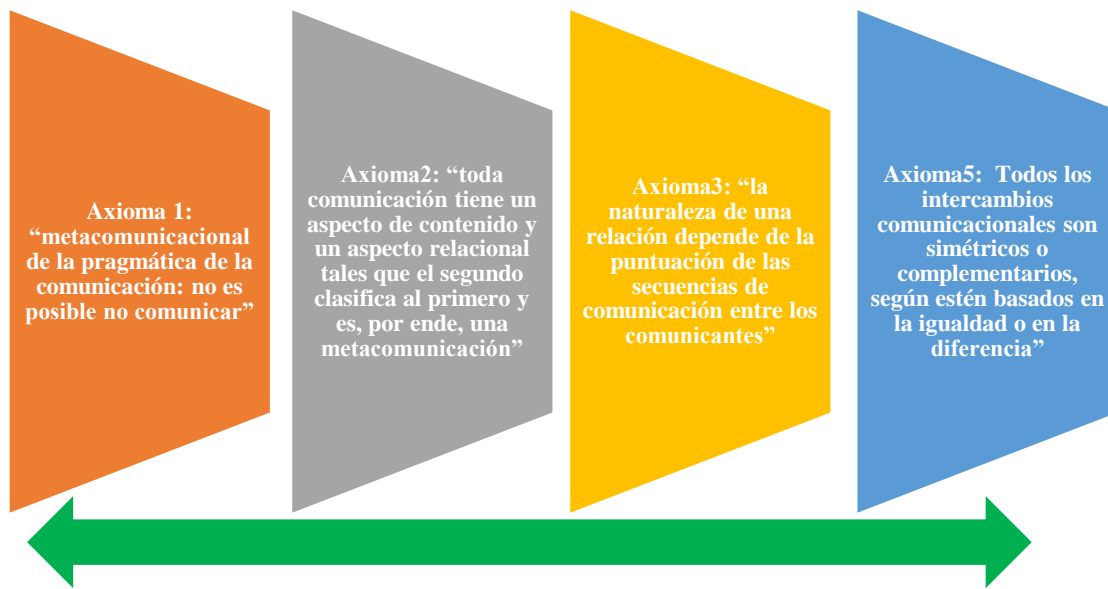 Axioma 1:
“metacomunicacional
de la pragmática de la
comunicación: no es
posible no comunicar”
Axioma2: “toda
comunicación tiene un
aspecto de contenido y
un aspecto relacional
tales que el segundo
clasifica al primero y
es, por ende, una
metacomunicación”
Axioma3: “la
naturaleza de una
relación depende de la
puntuación de las
secuencias de
comunicación entre los
comunicantes”
Axioma5: Todos los
intercambios
comunicacionales son
simétricos o
complementarios,
según estén basados en
la igualdad o en la
diferencia”